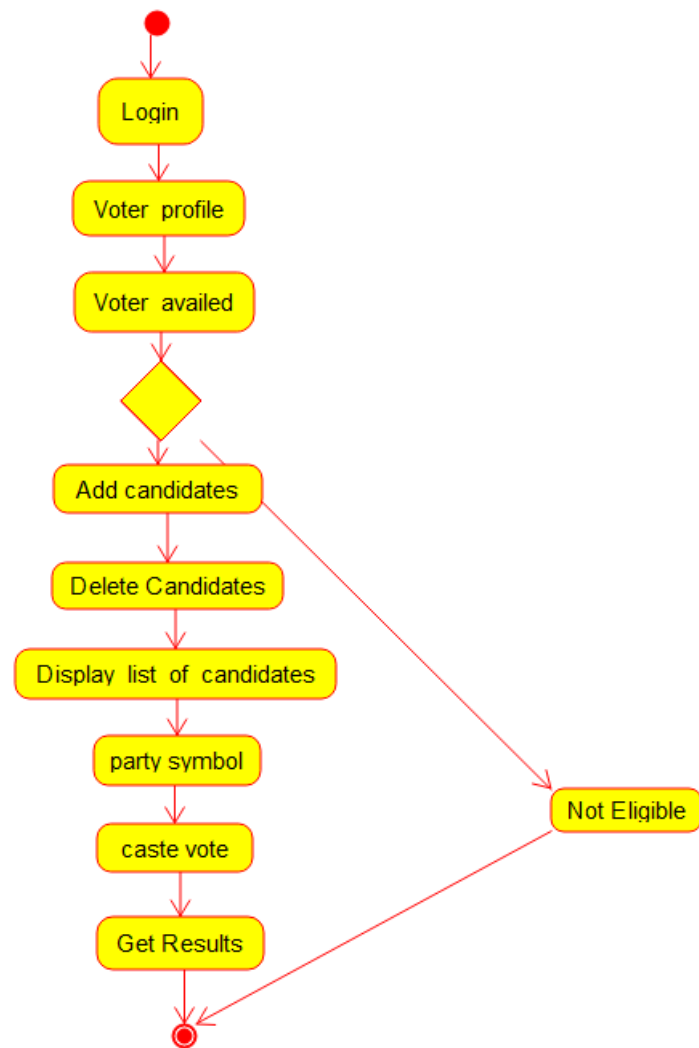 Login
Voter profile
Voter availed
Add candidates
Delete Candidates
Display list of candidates
party symbol
caste vote
Not Eligible
Get Results